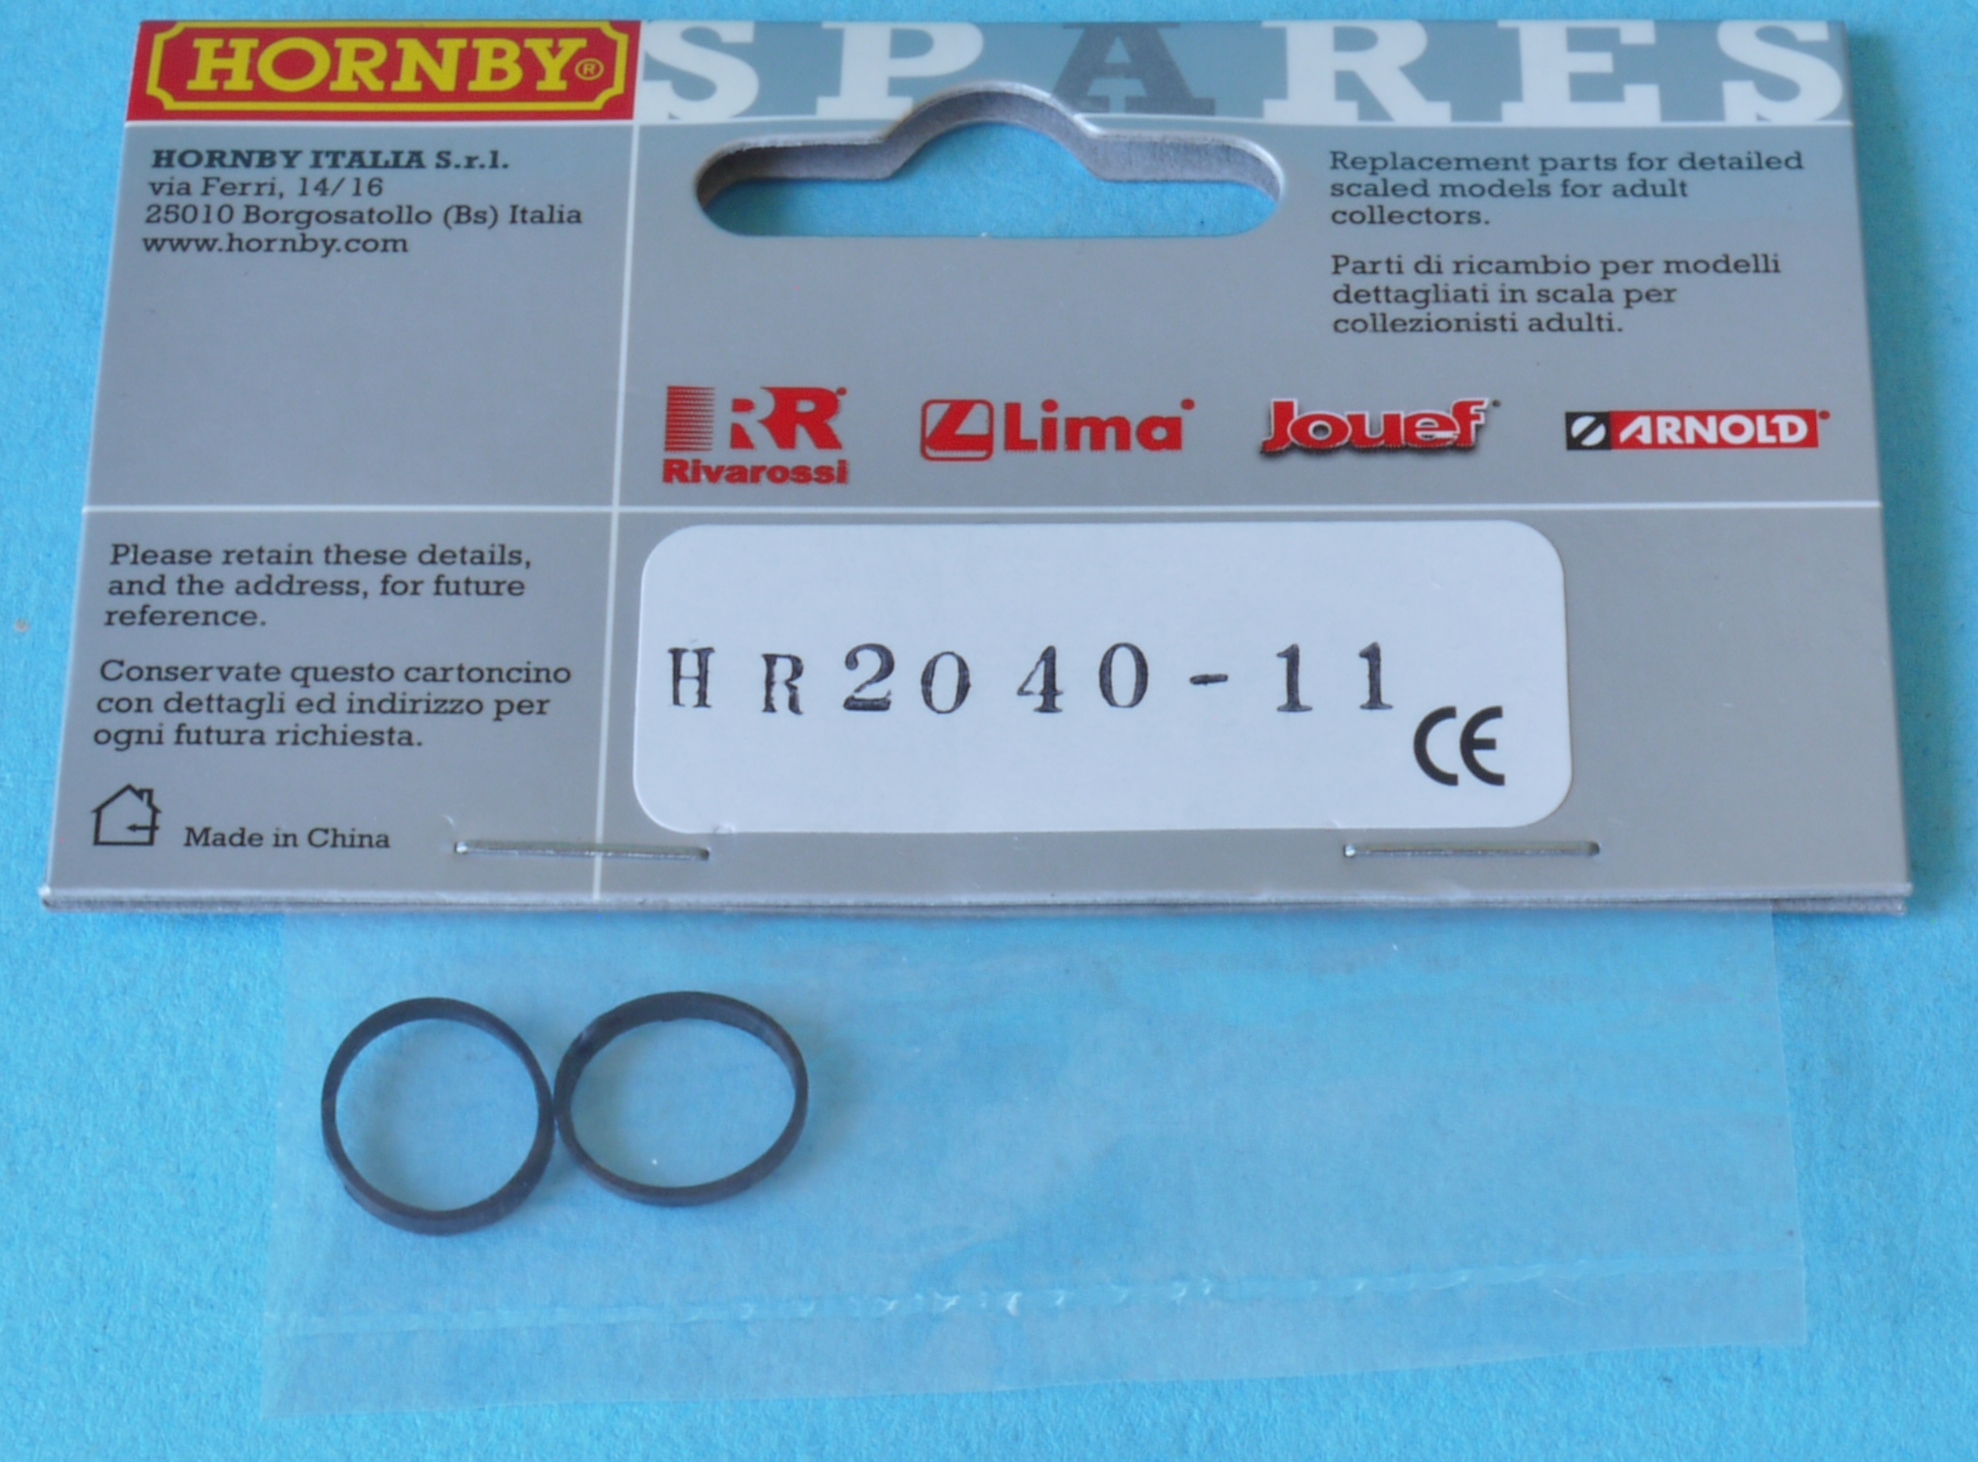 HORNBY®
SPARES
HORNBY ITALIA S.r.l.
via Ferri, 14/16
25010 Borgosatollo (Bs) Italia
www.hornby.com
Replacement parts for detailed
scaled models for adult
collectors.
Parti di ricambio per modelli
dettagliati in scala per
collezionisti adulti.
RR
Rivarossi
Lima
Jouef
ARNOLD
Please retain these details,
and the address, for future
reference.
Conservate questo cartoncino
con dettagli ed indirizzo per
ogni futura richiesta.
Made in China
HR2040-11
CE